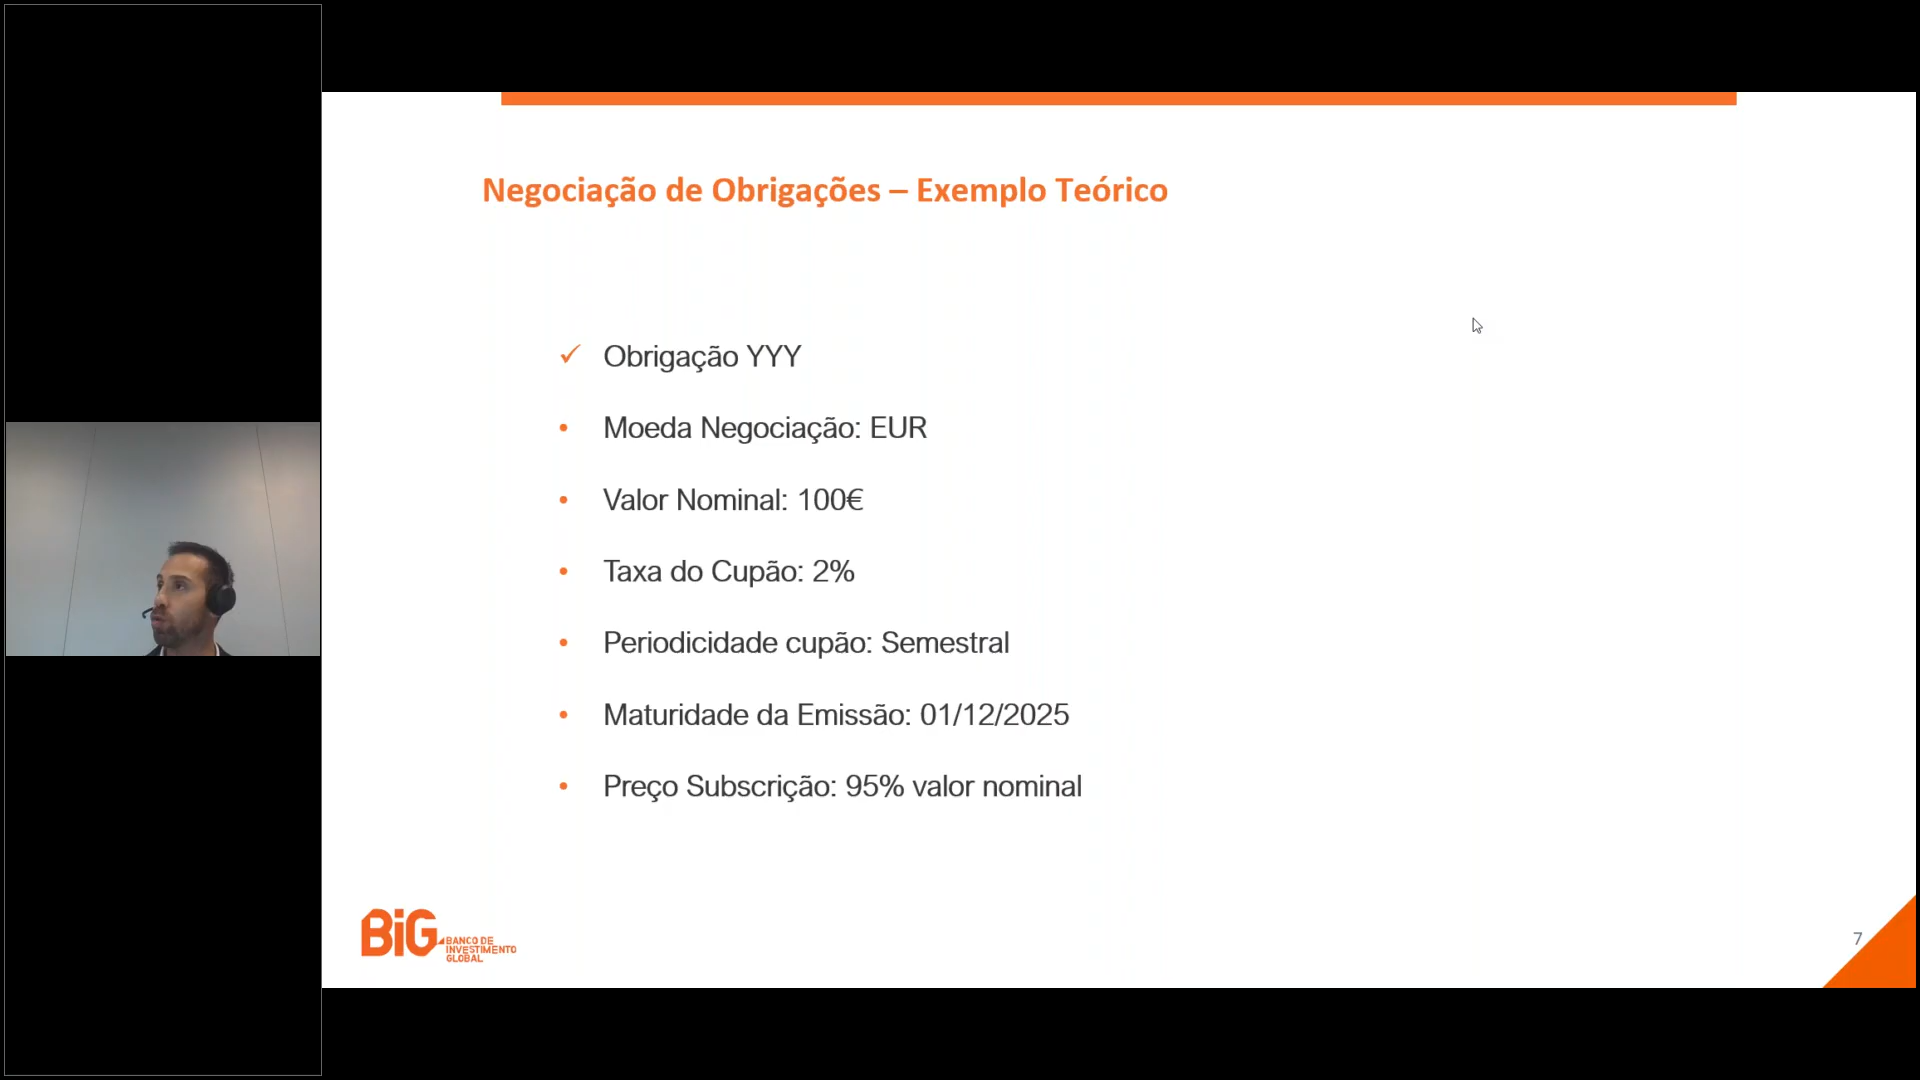 Negociação de Obrigações – Exemplo Teórico
✓ Obrigação YYY
• Moeda Negociação: EUR
• Valor Nominal: 100€
• Taxa do Cupão: 2%
• Periodicidade cupão: Semestral
• Maturidade da Emissão: 01/12/2025
• Preço Subscrição: 95% valor nominal
BiG
BANCO DE
INVESTIMENTO
GLOBAL
7